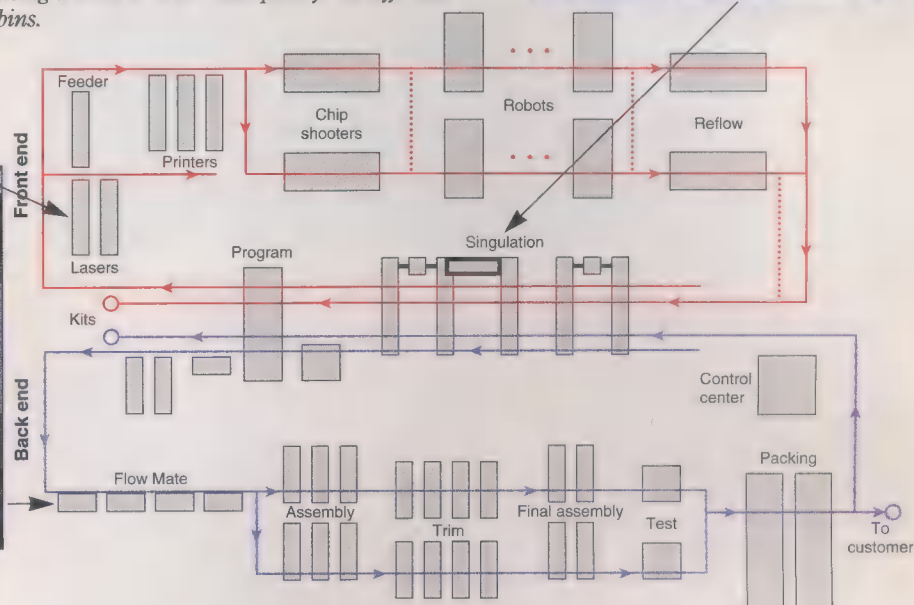 bins.
Feeder
Printers
Chip
shooters
Robots
Reflow
Front end
Lasers
Singulation
Program
Kits
Control
center
Back end
Flow Mate
Assembly
Trim
Final assembly
Test
Packing
To
customer